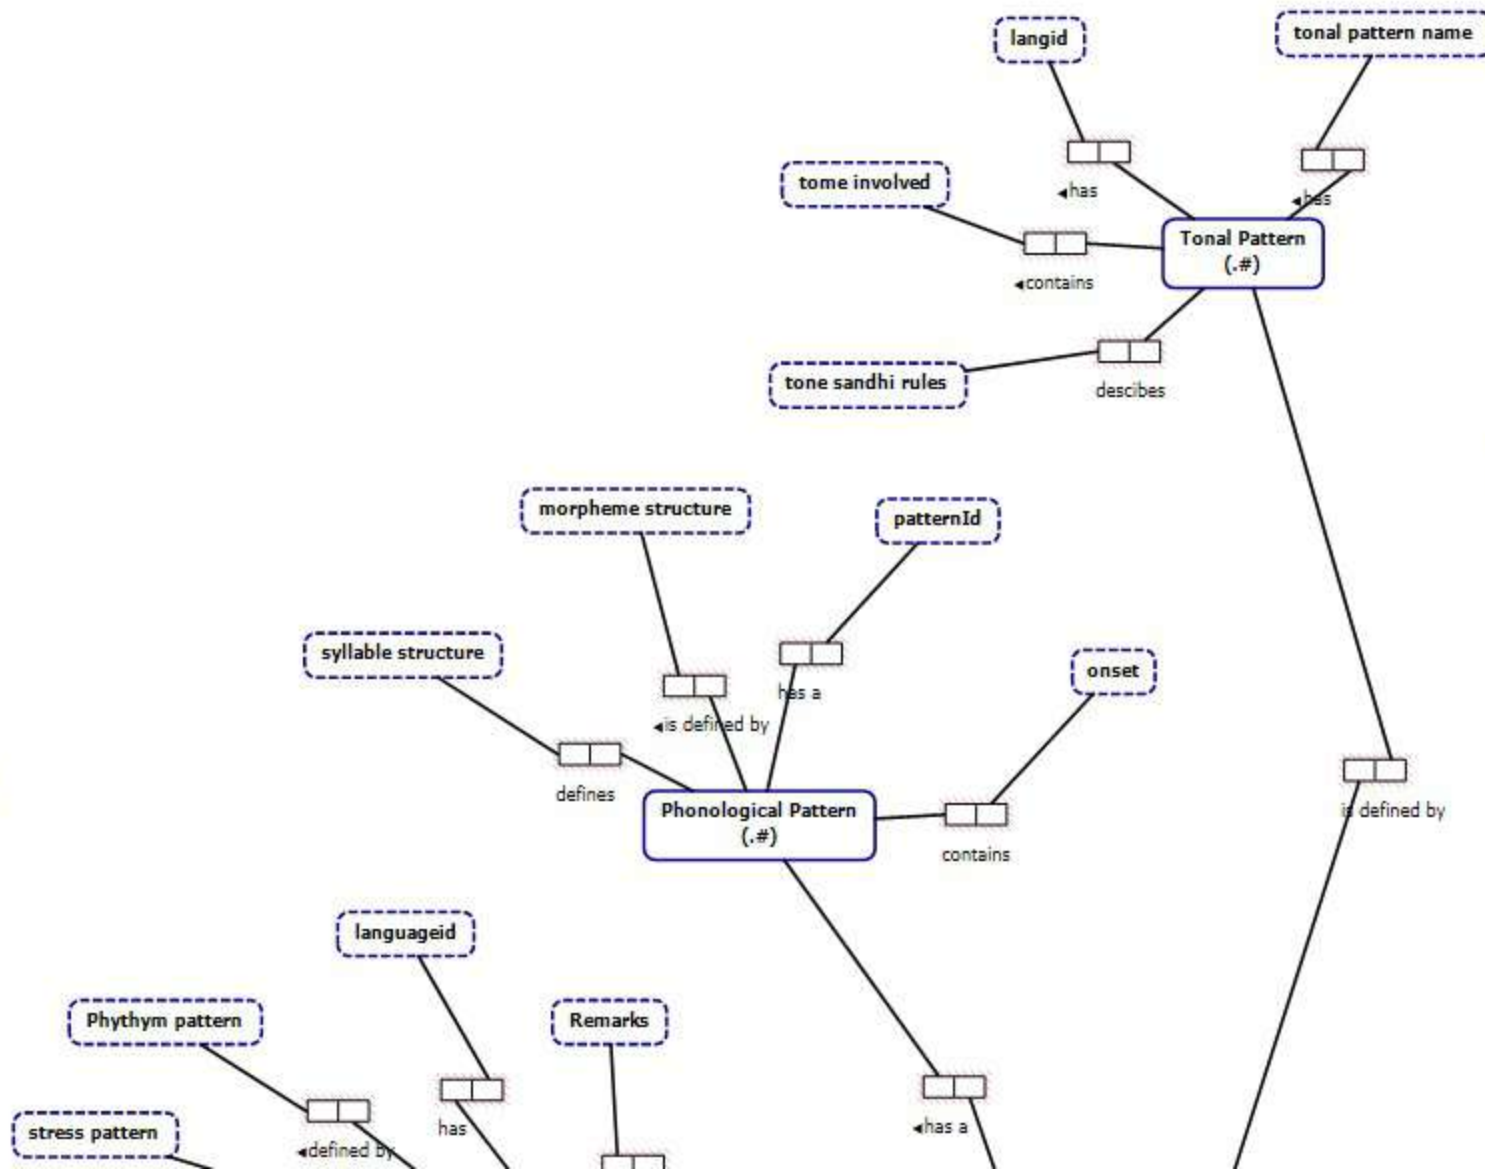 langid
tonal pattern name
tome involved
◄has
◄has
Tonal Pattern
(.#)
◄contains
tone sandhi rules
descibes
morpheme structure
patternId
syllable structure
onset
has a
◄is defined by
defines
Phonological Pattern
(.#)
is defined by
contains
languageid
Phythym pattern
Remarks
stress pattern
has
◄has a
◄defined by